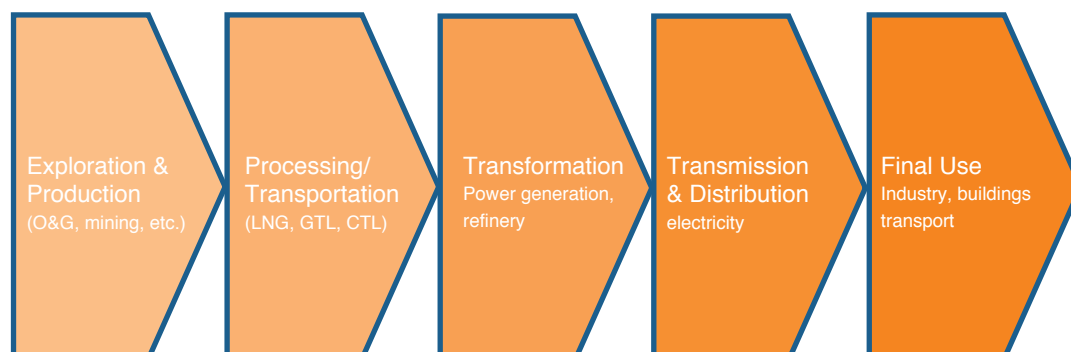 Exploration &
Production
(O&G, mining, etc.)
Processing/
Transportation
(LNG, GTL, CTL)
Transformation
Power generation,
refinery
Transmission
& Distribution
electricity
Final Use
Industry, buildings
transport